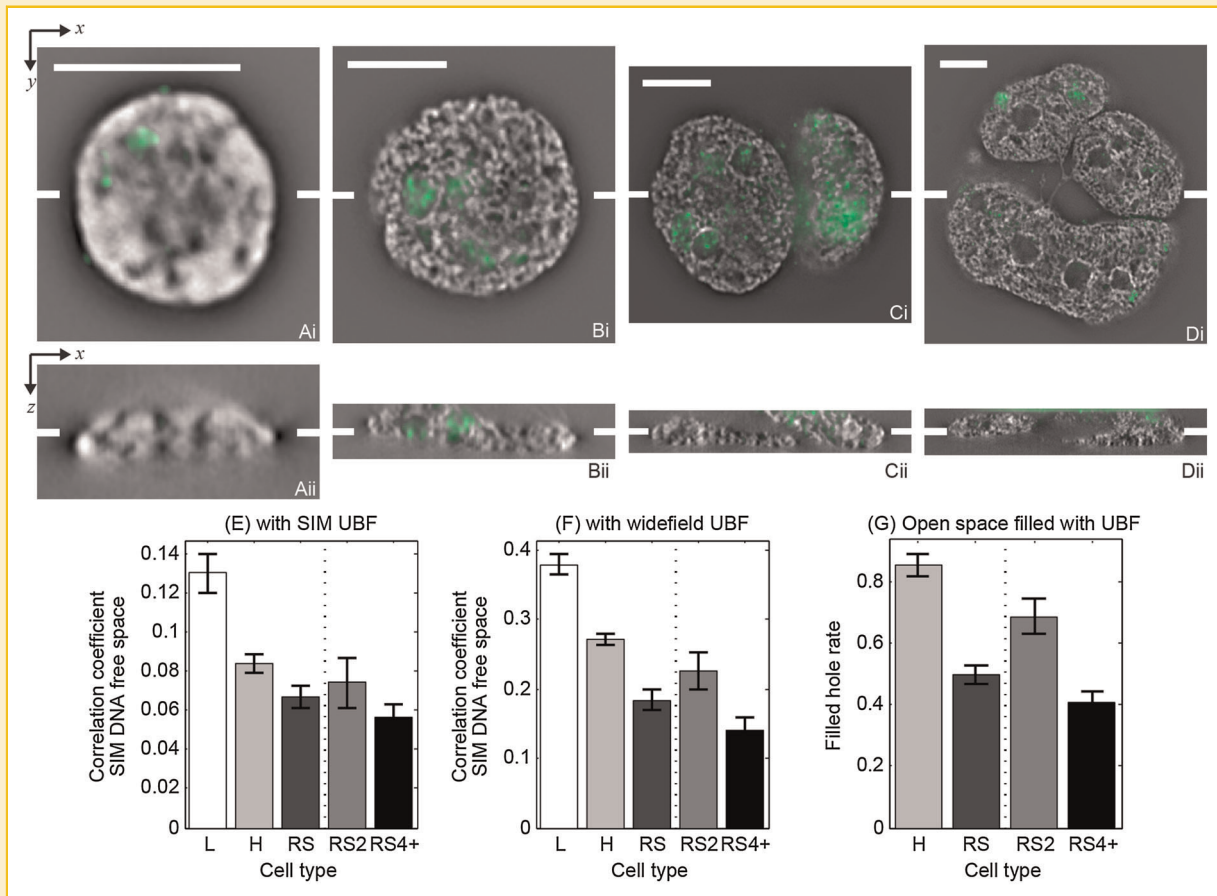 x
y
Ai
Bi
Ci
Di
x
z
Aii
Bii
Cii
Dii
(E) with SIM UBF
Correlation coefficient
SIM DNA free space
0.14
0.12
0.10
0.08
0.06
0.04
0.02
0
L H RS RS2 RS4+
Cell type
(F) with widefield UBF
Correlation coefficient
SIM DNA free space
0.4
0.3
0.2
0.1
0
L H RS RS2 RS4+
Cell type
(G) Open space filled with UBF
Filled hole rate
0.8
0.6
0.4
0.2
0
H RS RS2 RS4+
Cell type